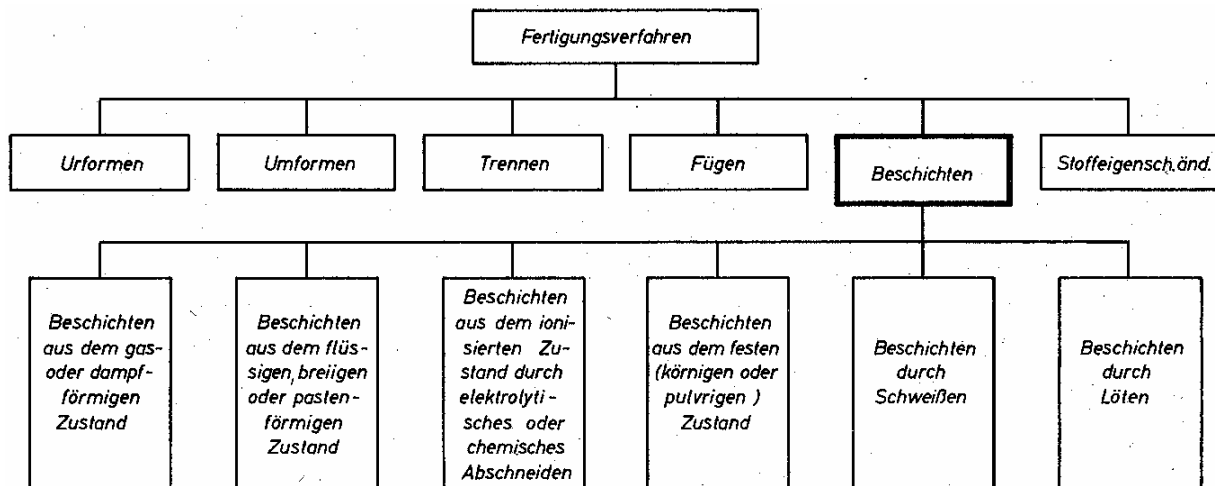 Fertigungsverfahren
Urformen
Umformen
Trennen
Fügen
Beschichten
Stoffeigensch.änd.
Beschichten
aus dem gas-
oder dampf-
förmigen
Zustand
Beschichten
aus dem flüs-
sigen, breiigen
oder pasten-
förmigen
Zustand
Beschichten
aus dem ioni-
sierten Zu-
stand durch
elektrolyti-
sches oder
chemisches
Abschneiden
Beschichten
aus dem festen
(körnigen oder
pulvrigen)
Zustand
Beschichten
durch
Schweißen
Beschichten
durch
Löten